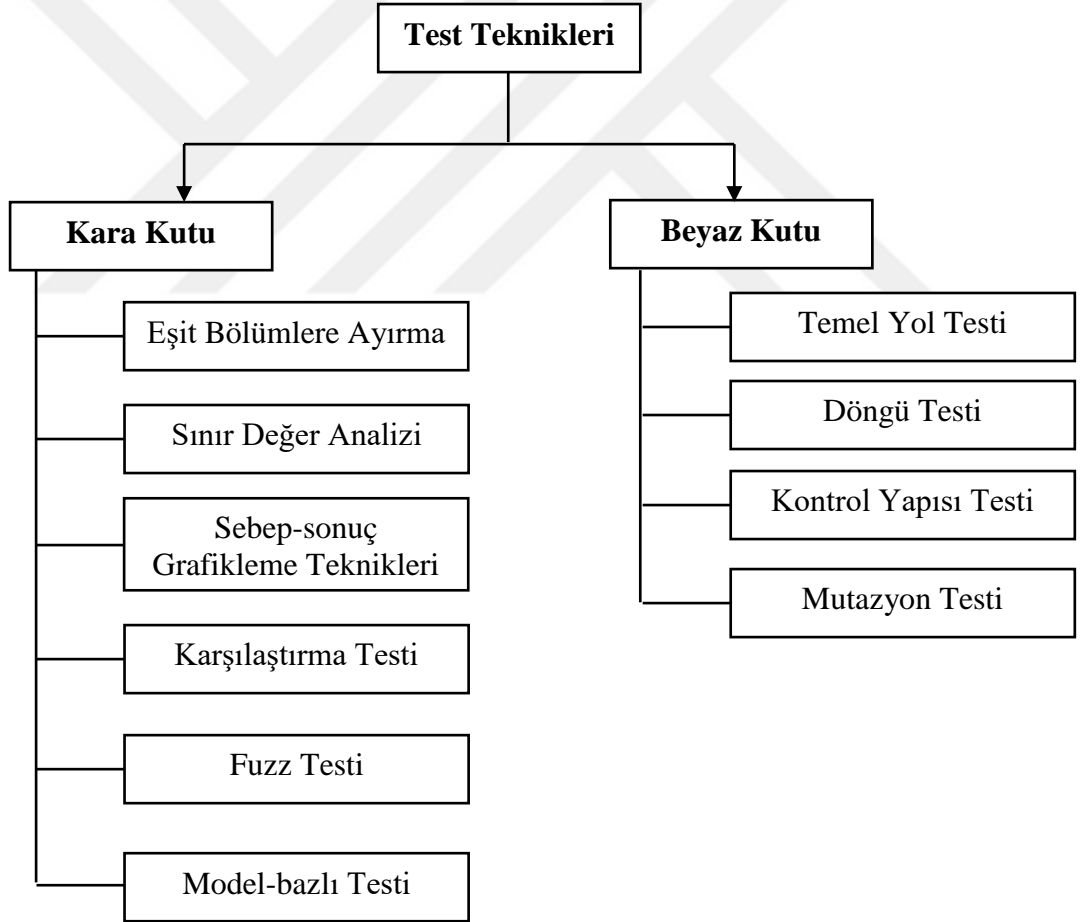 Test Teknikleri
Kara Kutu
Eşit Bölümlere Ayırma
Sınır Değer Analizi
Sebep-sonuç
Grafikleme Teknikleri
Karşılaştırma Testi
Fuzz Testi
Model-bazlı Testi
Beyaz Kutu
Temel Yol Testi
Döngü Testi
Kontrol Yapısı Testi
Mutazyon Testi